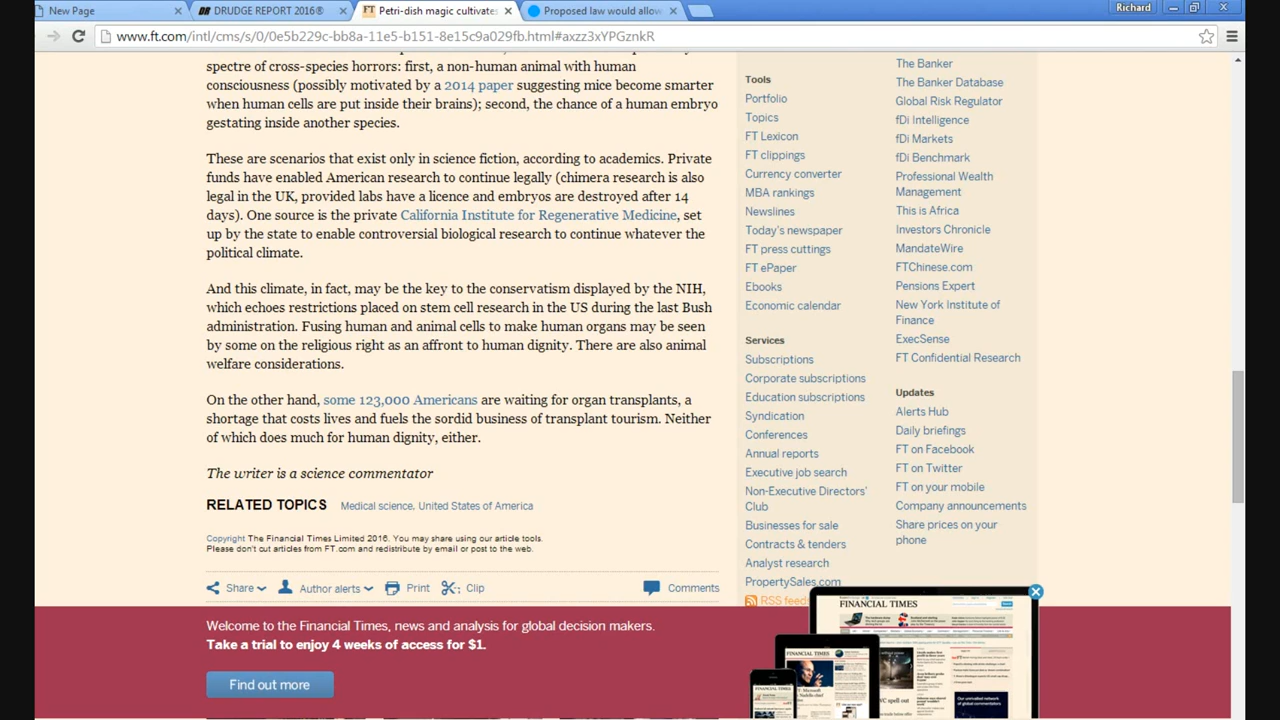 New Page
DRUDGE REPORT 2016®
FT Petri-dish magic cultivates
Proposed law would allow
Richard
www.ft.com/intl/cms/s/0/0e5b229c-bb8a-11e5-b151-8e15c9a029fb.html#axzz3xYPGznkR
spectre of cross-species horrors: first, a non-human animal with human
consciousness (possibly motivated by a 2014 paper suggesting mice become smarter
when human cells are put inside their brains); second, the chance of a human embryo
gestating inside another species.
These are scenarios that exist only in science fiction, according to academics. Private
funds have enabled American research to continue legally (chimera research is also
legal in the UK, provided labs have a licence and embryos are destroyed after 14
days). One source is the private California Institute for Regenerative Medicine, set
up by the state to enable controversial biological research to continue whatever the
political climate.
And this climate, in fact, may be the key to the conservatism displayed by the NIH,
which echoes restrictions placed on stem cell research in the US during the last Bush
administration. Fusing human and animal cells to make human organs may be seen
by some on the religious right as an affront to human dignity. There are also animal
welfare considerations.
On the other hand, some 123,000 Americans are waiting for organ transplants, a
shortage that costs lives and fuels the sordid business of transplant tourism. Neither
of which does much for human dignity, either.
The writer is a science commentator
RELATED TOPICS Medical science, United States of America
Copyright The Financial Times Limited 2016. You may share using our article tools.
Please don't cut articles from FT.com and redistribute by email or post to the web.
Share
Author alerts
Print
Clip
Comments
Tools
Portfolio
Topics
FT Lexicon
FT clippings
Currency converter
MBA rankings
Newslines
Today's newspaper
FT press cuttings
FT ePaper
Ebooks
Economic calendar
Services
Subscriptions
Corporate subscriptions
Education subscriptions
Syndication
Conferences
Annual reports
Executive job search
Non-Executive Directors'
Club
Businesses for sale
Contracts & tenders
Analyst research
PropertySales.com
RSS feeds
The Banker
The Banker Database
Global Risk Regulator
fDi Intelligence
fDi Markets
fDi Benchmark
Professional Wealth
Management
This is Africa
Investors Chronicle
MandateWire
FTChinese.com
Pensions Expert
New York Institute of
Finance
ExecSense
FT Confidential Research
Updates
Alerts Hub
Daily briefings
FT on Facebook
FT on Twitter
FT on your mobile
Company announcements
Share prices on your
phone
Welcome to the Financial Times, news and analysis for global decision makers.
Take a trial to enjoy 4 weeks of access for $1.
more
FINANCIAL TIMES
FINANCIAL TIMES
FINANCIAL TIMES